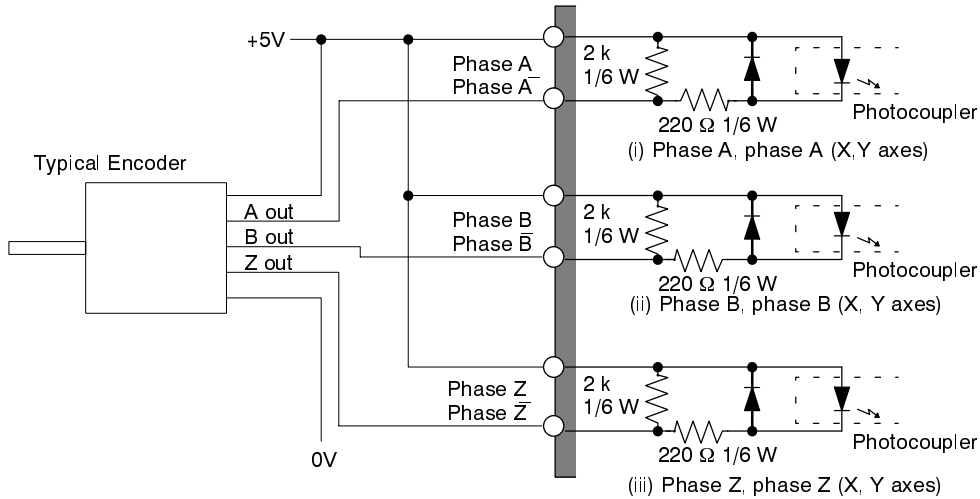 +5V
Phase A
Phase A̅
2 k
1/6 W
220 Ω 1/6 W
Photocoupler
(i) Phase A, phase A (X,Y axes)
Typical Encoder
A out
B out
Z out
0V
Phase B
Phase B̅
2 k
1/6 W
220 Ω 1/6 W
Photocoupler
(ii) Phase B, phase B (X, Y axes)
Phase Z
Phase Z̅
2 k
1/6 W
220 Ω 1/6 W
Photocoupler
(iii) Phase Z, phase Z (X, Y axes)